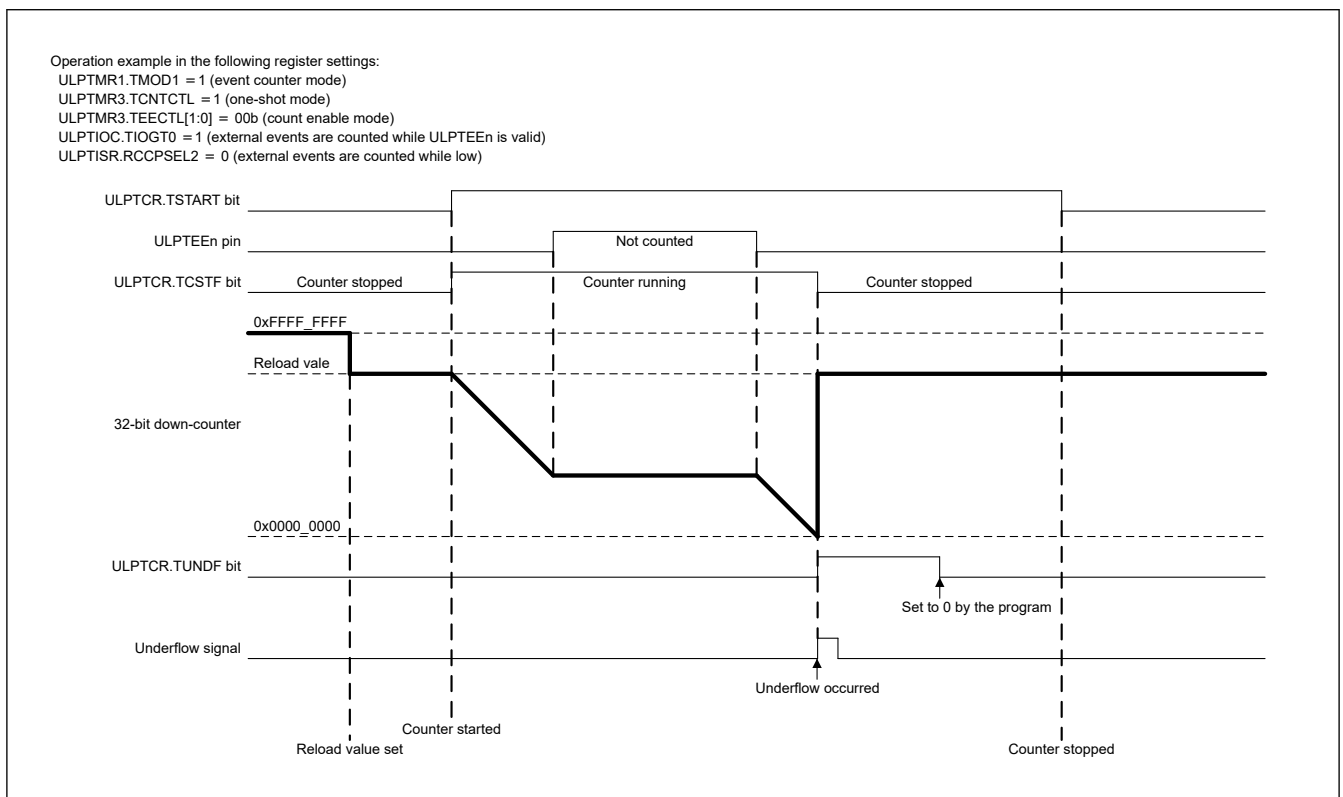 Operation example in the following register settings:
ULPTMR1.TMOD1 = 1 (event counter mode)
ULPTMR3.TCNTCTL = 1 (one-shot mode)
ULPTMR3.TEECTL[1:0] = 00b (count enable mode)
ULPTIOC.TIOGT0 = 1 (external events are counted while ULPTEEn is valid)
ULPTISR.RCCPSEL2 = 0 (external events are counted while low)
ULPTCR.TSTART bit
ULPTEEn pin
Not counted
ULPTCR.TCSTF bit
Counter stopped
Counter running
Counter stopped
0xFFFF_FFFF
Reload vale
32-bit down-counter
0x0000_0000
ULPTCR.TUNDF bit
Set to 0 by the program
Underflow signal
Underflow occurred
Counter started
Reload value set
Counter stopped